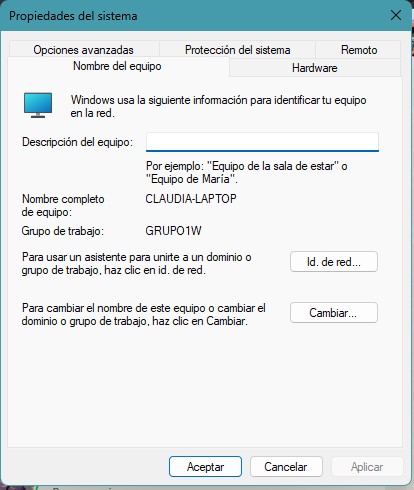 Propiedades del sistema
Opciones avanzadas
Protección del sistema
Remoto
Nombre del equipo
Hardware
Windows usa la siguiente información para identificar tu equipo
en la red.
Descripción del equipo:
Por ejemplo: "Equipo de la sala de estar" o
"Equipo de María".
Nombre completo
de equipo:
CLAUDIA-LAPTOP
Grupo de trabajo:
GRUPO1W
Para usar un asistente para unirte a un dominio o
grupo de trabajo, haz clic en id. de red.
Id. de red...
Para cambiar el nombre de este equipo o cambiar el
dominio o grupo de trabajo, haz clic en Cambiar.
Cambiar...
Aceptar
Cancelar
Aplicar